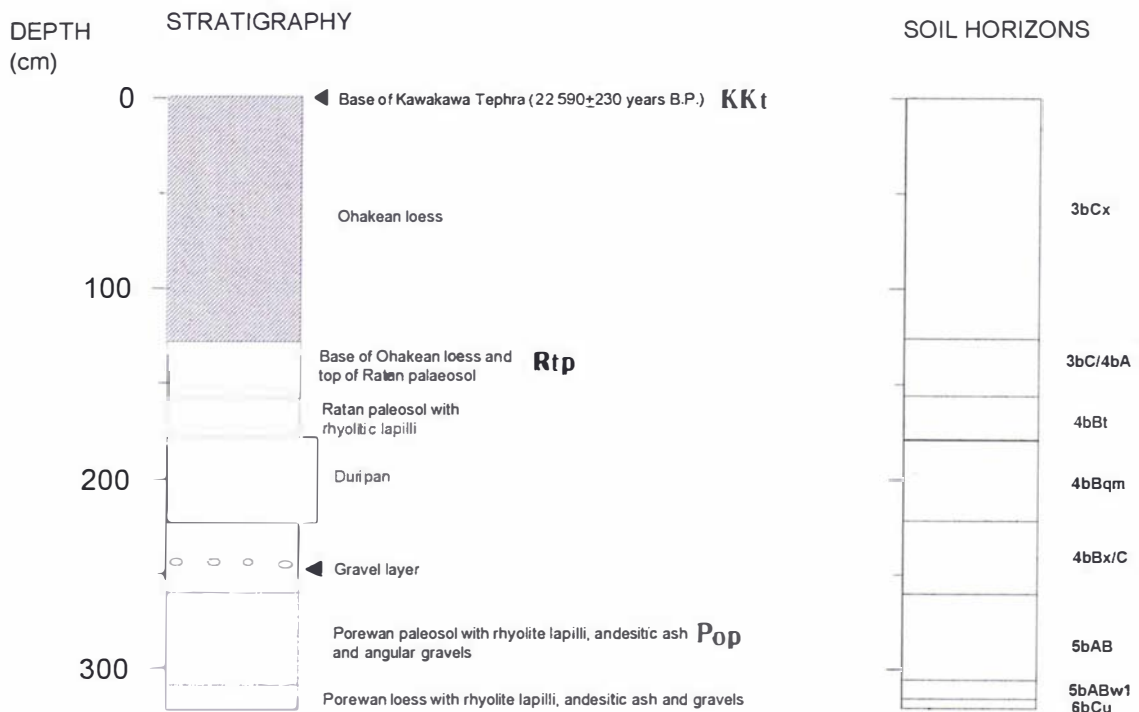 DEPTH
(cm)
STRATIGRAPHY
SOIL HORIZONS
0
Base of Kawakawa Tephra (22 590±230 years B.P.) KKt
Ohakean loess
3bCx
100
Base of Ohakean loess and
top of Ratan palaeosol
Rtp
3bC/4bA
Ratan paleosol with
rhyolitic lapilli
4bBt
200
Duripan
4bBqm
Gravel layer
4bBx/C
Porewan paleosol with rhyolite lapilli, andesitic ash
and angular gravels
Pop
5bAB
300
Porewan loess with rhyolite lapilli, andesitic ash and gravels
5bABw1
6bCu